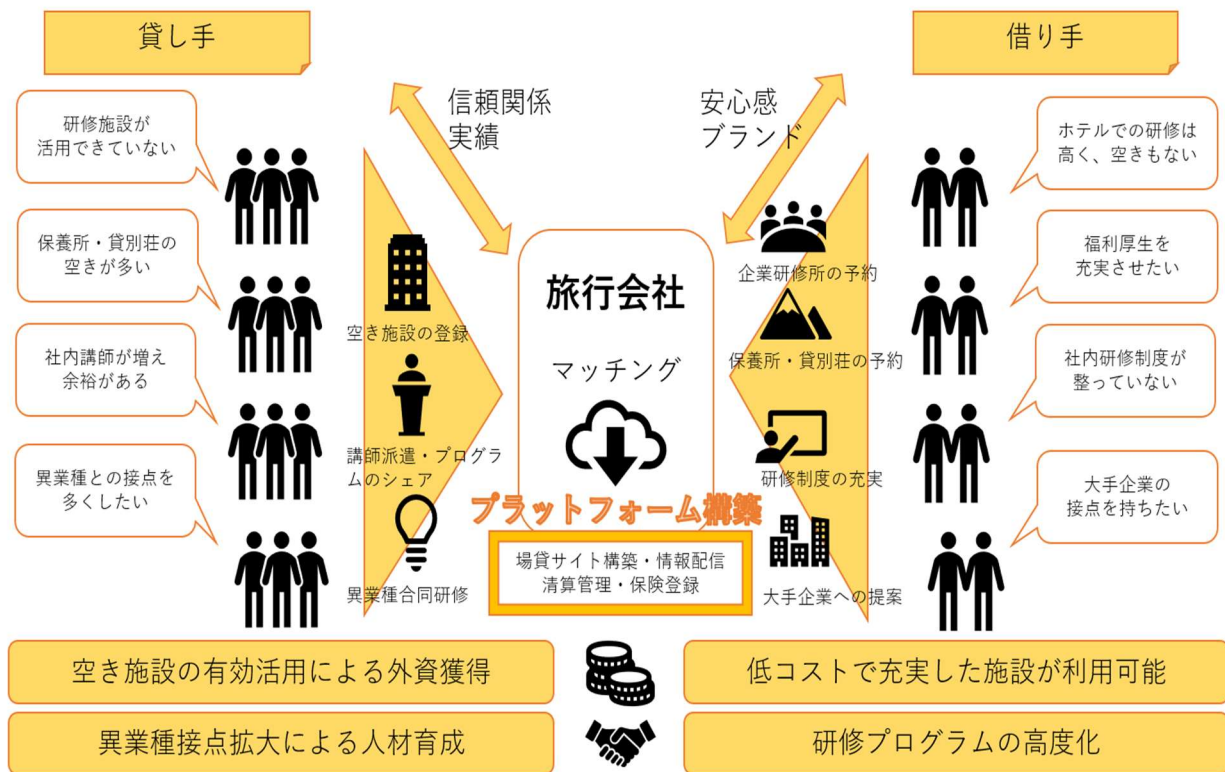 貸し手
借り手
信頼関係
実績
安心感
ブランド
研修施設が
活用できていない
保養所・貸別荘の
空きが多い
社内講師が増え
余裕がある
異業種との接点を
多くしたい
空き施設の登録
講師派遣・プログラ
ムのシェア
異業種合同研修
旅行会社
マッチング
プラットフォーム構築
場貸サイト構築・情報配信
清算管理・保険登録
企業研修所の予約
保養所・貸別荘の予約
研修制度の充実
大手企業への提案
ホテルでの研修は
高く、空きもない
福利厚生を
充実させたい
社内研修制度が
整っていない
大手企業の
接点を持ちたい
空き施設の有効活用による外資獲得
低コストで充実した施設が利用可能
異業種接点拡大による人材育成
研修プログラムの高度化